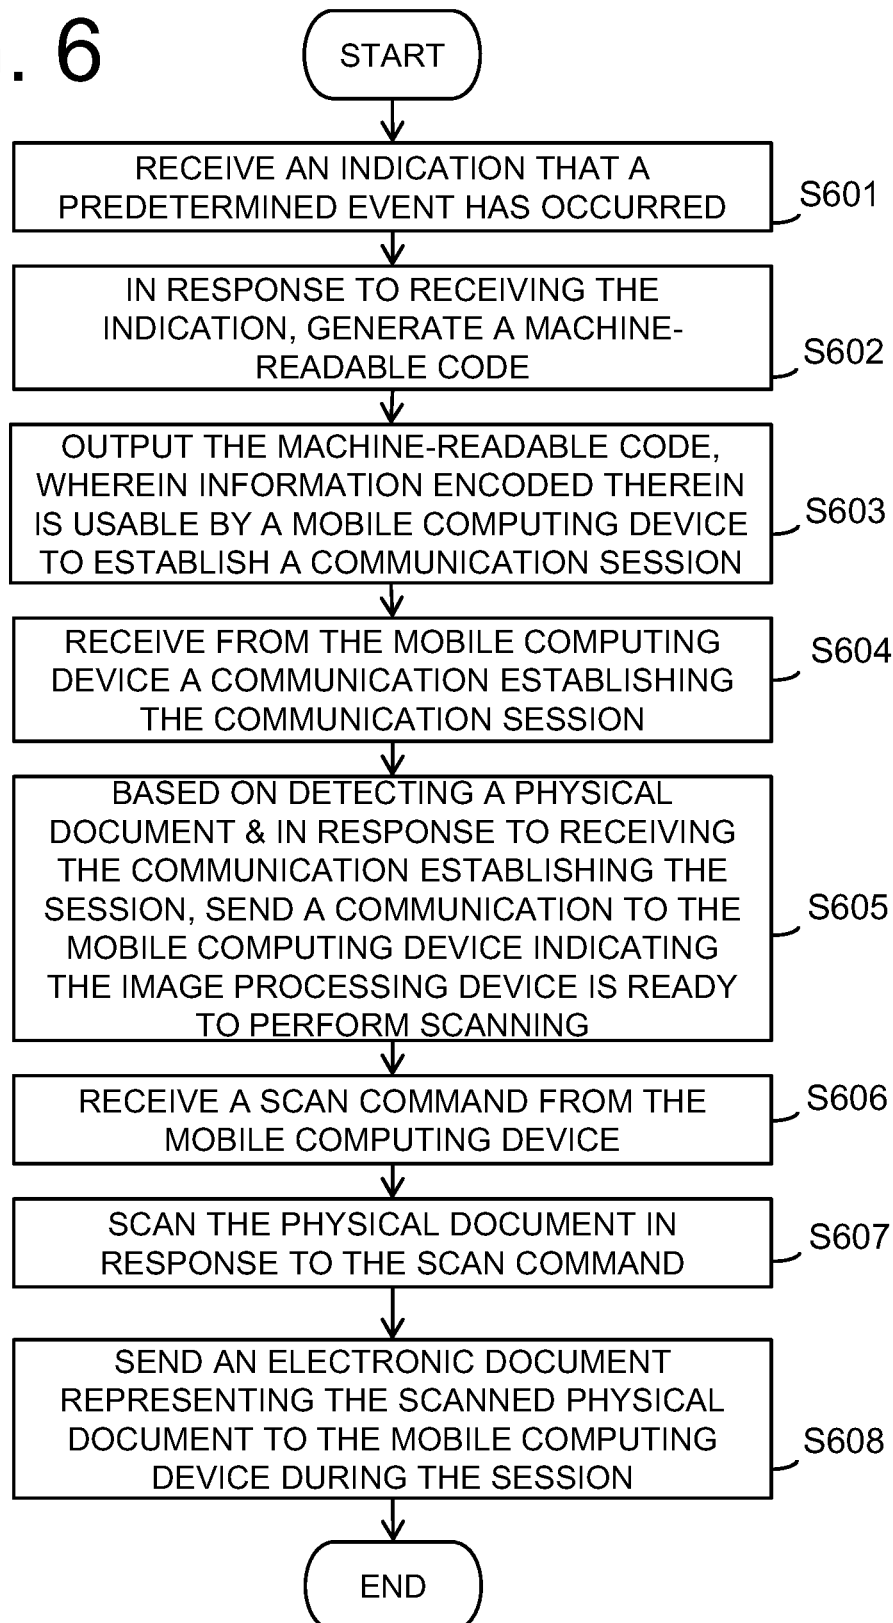 . 6
START
RECEIVE AN INDICATION THAT A
PREDETERMINED EVENT HAS OCCURRED
S601
IN RESPONSE TO RECEIVING THE
INDICATION, GENERATE A MACHINE-
READABLE CODE
S602
OUTPUT THE MACHINE-READABLE CODE,
WHEREIN INFORMATION ENCODED THEREIN
IS USABLE BY A MOBILE COMPUTING DEVICE
TO ESTABLISH A COMMUNICATION SESSION
S603
RECEIVE FROM THE MOBILE COMPUTING
DEVICE A COMMUNICATION ESTABLISHING
THE COMMUNICATION SESSION
S604
BASED ON DETECTING A PHYSICAL
DOCUMENT & IN RESPONSE TO RECEIVING
THE COMMUNICATION ESTABLISHING THE
SESSION, SEND A COMMUNICATION TO THE
MOBILE COMPUTING DEVICE INDICATING
THE IMAGE PROCESSING DEVICE IS READY
TO PERFORM SCANNING
S605
RECEIVE A SCAN COMMAND FROM THE
MOBILE COMPUTING DEVICE
S606
SCAN THE PHYSICAL DOCUMENT IN
RESPONSE TO THE SCAN COMMAND
S607
SEND AN ELECTRONIC DOCUMENT
REPRESENTING THE SCANNED PHYSICAL
DOCUMENT TO THE MOBILE COMPUTING
DEVICE DURING THE SESSION
S608
END